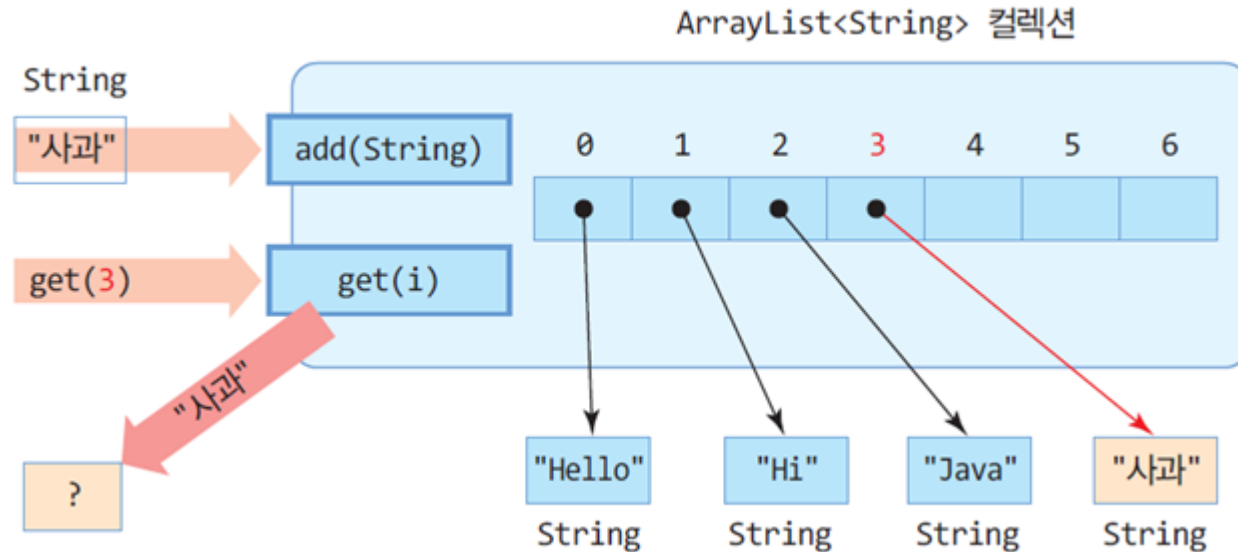 ArrayList<String> 컬렉션
String
"사과"
add(String)
0 1 2 3 4 5 6
get(3)
get(i)
"사과"
?
"Hello" "Hi" "Java" "사과"
String String String String